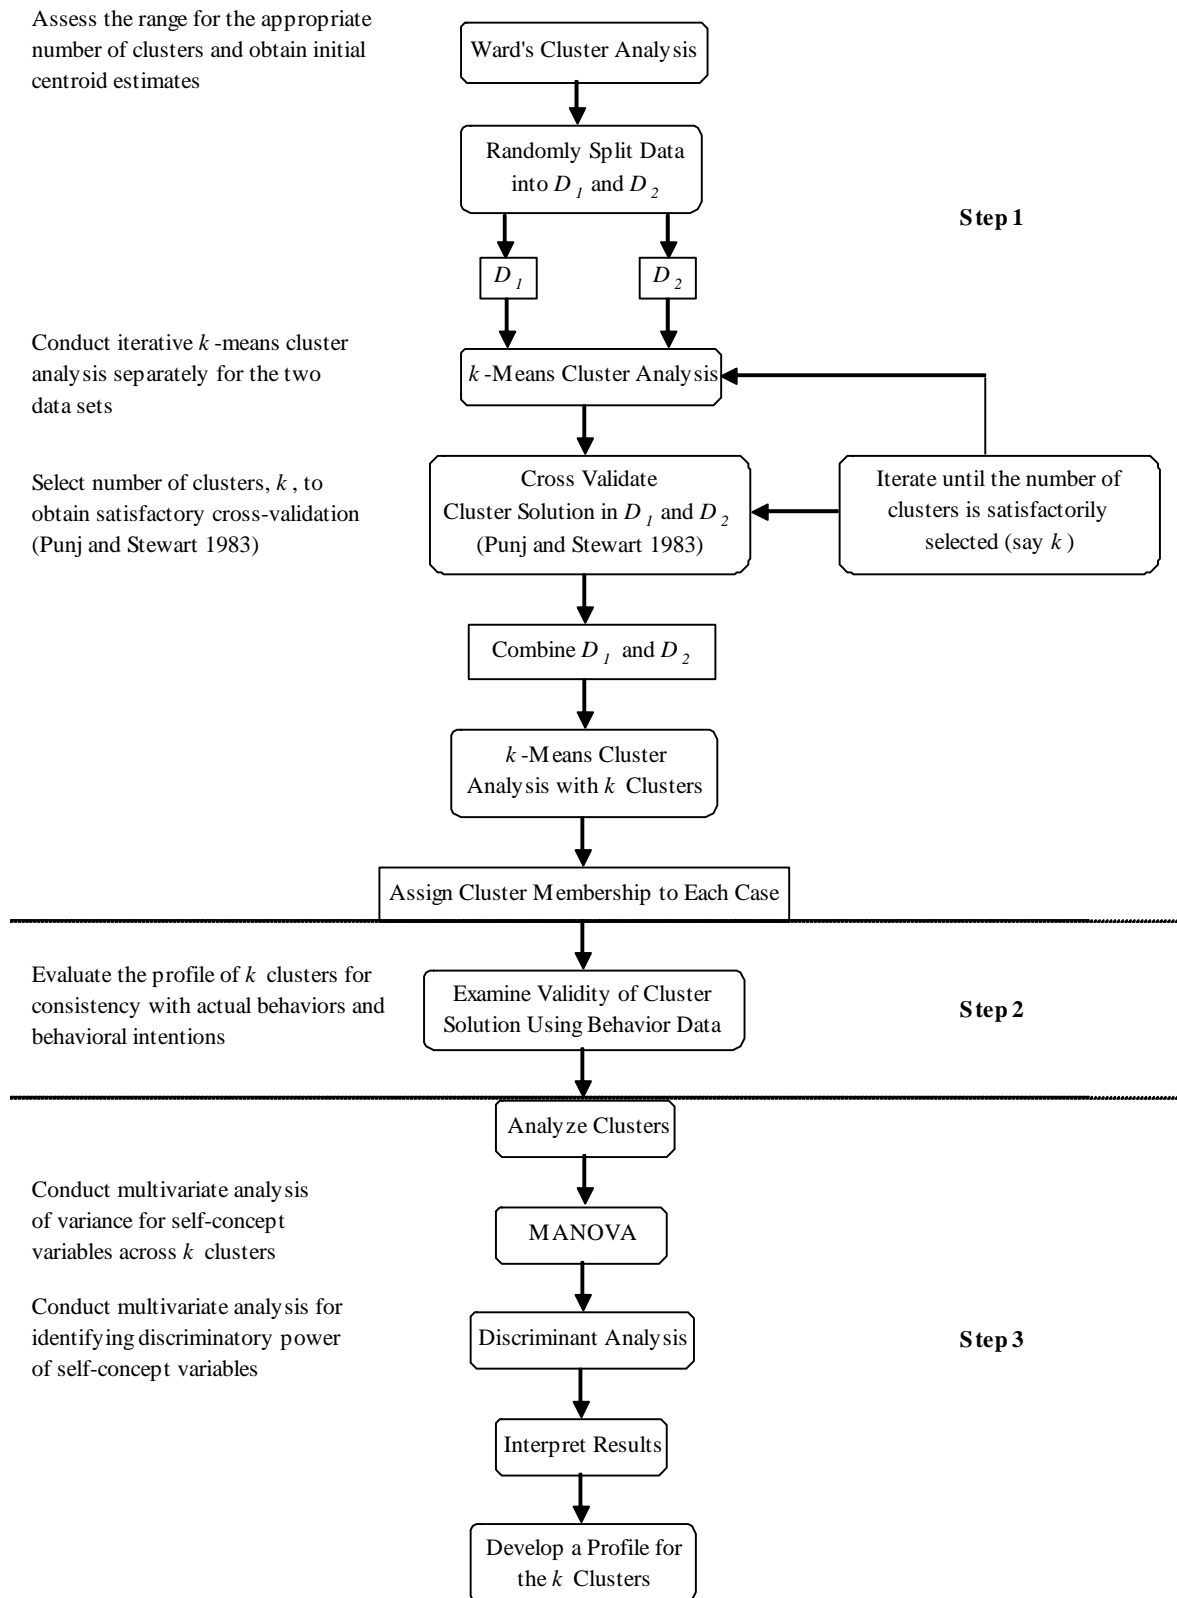 Assess the range for the appropriate
number of clusters and obtain initial
centroid estimates
Ward's Cluster Analysis
Randomly Split Data
into D1 and D2
Step 1
D1
D2
Conduct iterative k-means cluster
analysis separately for the two
data sets
k-Means Cluster Analysis
Select number of clusters, k, to
obtain satisfactory cross-validation
(Punj and Stewart 1983)
Cross Validate
Cluster Solution in D1 and D2
(Punj and Stewart 1983)
Iterate until the number of
clusters is satisfactorily
selected (say k)
Combine D1 and D2
k-Means Cluster
Analysis with k Clusters
Assign Cluster Membership to Each Case
Evaluate the profile of k clusters for
consistency with actual behaviors and
behavioral intentions
Examine Validity of Cluster
Solution Using Behavior Data
Step 2
Analyze Clusters
Conduct multivariate analysis
of variance for self-concept
variables across k clusters
MANOVA
Conduct multivariate analysis for
identifying discriminatory power
of self-concept variables
Discriminant Analysis
Step 3
Interpret Results
Develop a Profile for
the k Clusters